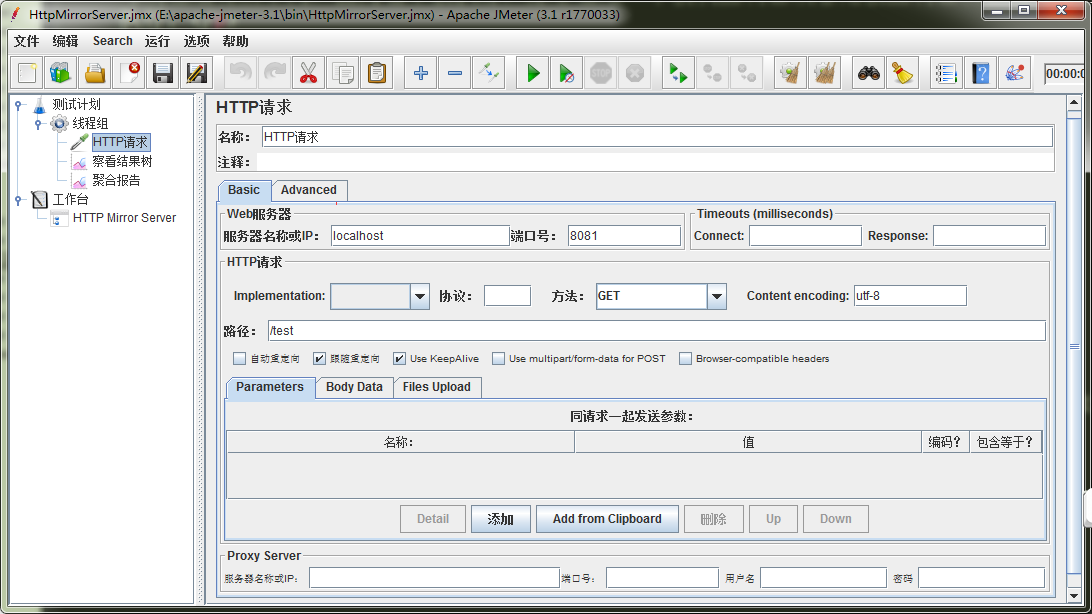 HttpMirrorServer.jmx (E:\apache-jmeter-3.1\bin\HttpMirrorServer.jmx) - Apache JMeter (3.1 r1770033)
文件 编辑 Search 运行 选项 帮助
STOP
00:00:0
测试计划
线程组
HTTP请求
察看结果树
聚合报告
工作台
HTTP Mirror Server
HTTP请求
名称： HTTP请求
注释：
Basic Advanced
Web服务器
服务器名称或IP： localhost 端口号： 8081
Timeouts (milliseconds)
Connect: Response:
HTTP请求
Implementation: 协议： 方法： GET Content encoding: utf-8
路径： /test
自动重定向 跟随重定向 Use KeepAlive Use multipart/form-data for POST Browser-compatible headers
Parameters Body Data Files Upload
同请求一起发送参数：
名称: 值 编码? 包含等于?
Detail 添加 Add from Clipboard 删除 Up Down
Proxy Server
服务器名称或IP: 端口号: 用户名 密码